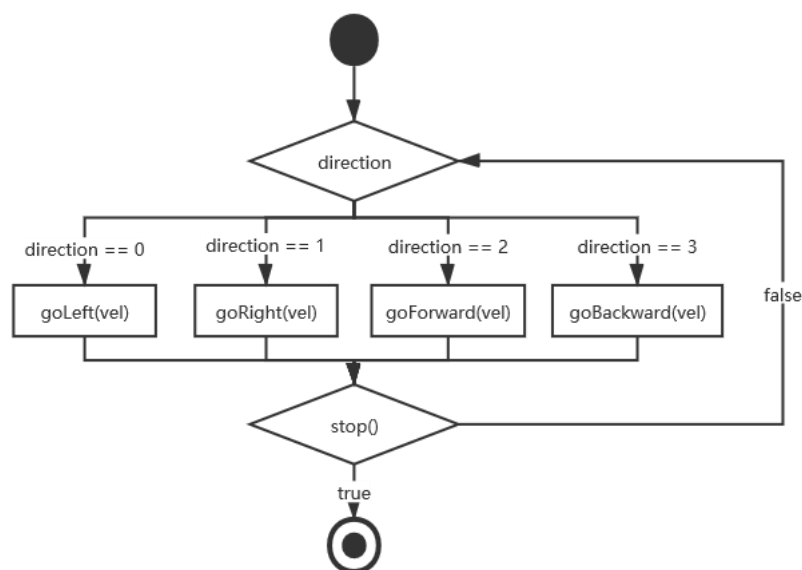 direction
direction == 0
direction == 1
direction == 2
direction == 3
goLeft(vel)
goRight(vel)
goForward(vel)
goBackward(vel)
false
stop()
true